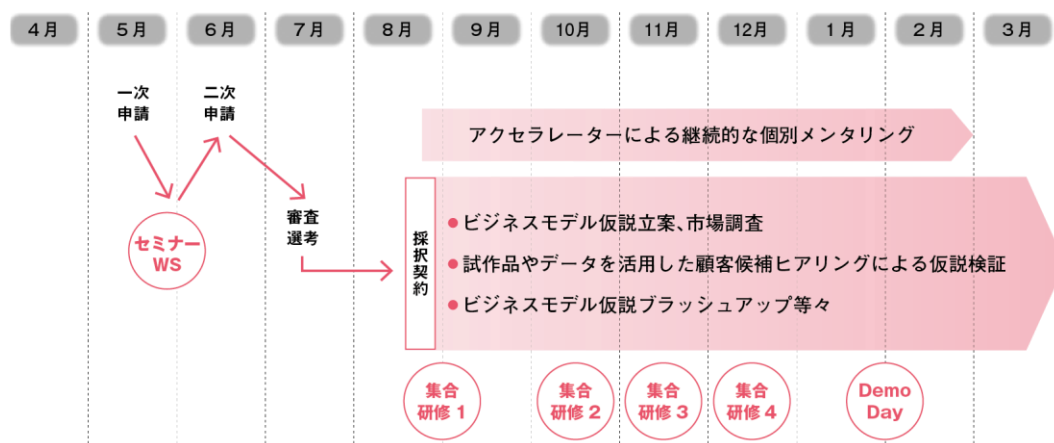 4月 5月 6月 7月 8月 9月 10月 11月 12月 1月 2月 3月
一次
申請
二次
申請
セミナー
WS
審査
選考
採択契約
アクセラレーターによる継続的な個別メンタリング
●ビジネスモデル仮説立案、市場調査
●試作品やデータを活用した顧客候補ヒアリングによる仮説検証
●ビジネスモデル仮説ブラッシュアップ等々
集合
研修 1
集合
研修 2
集合
研修 3
集合
研修 4
Demo
Day